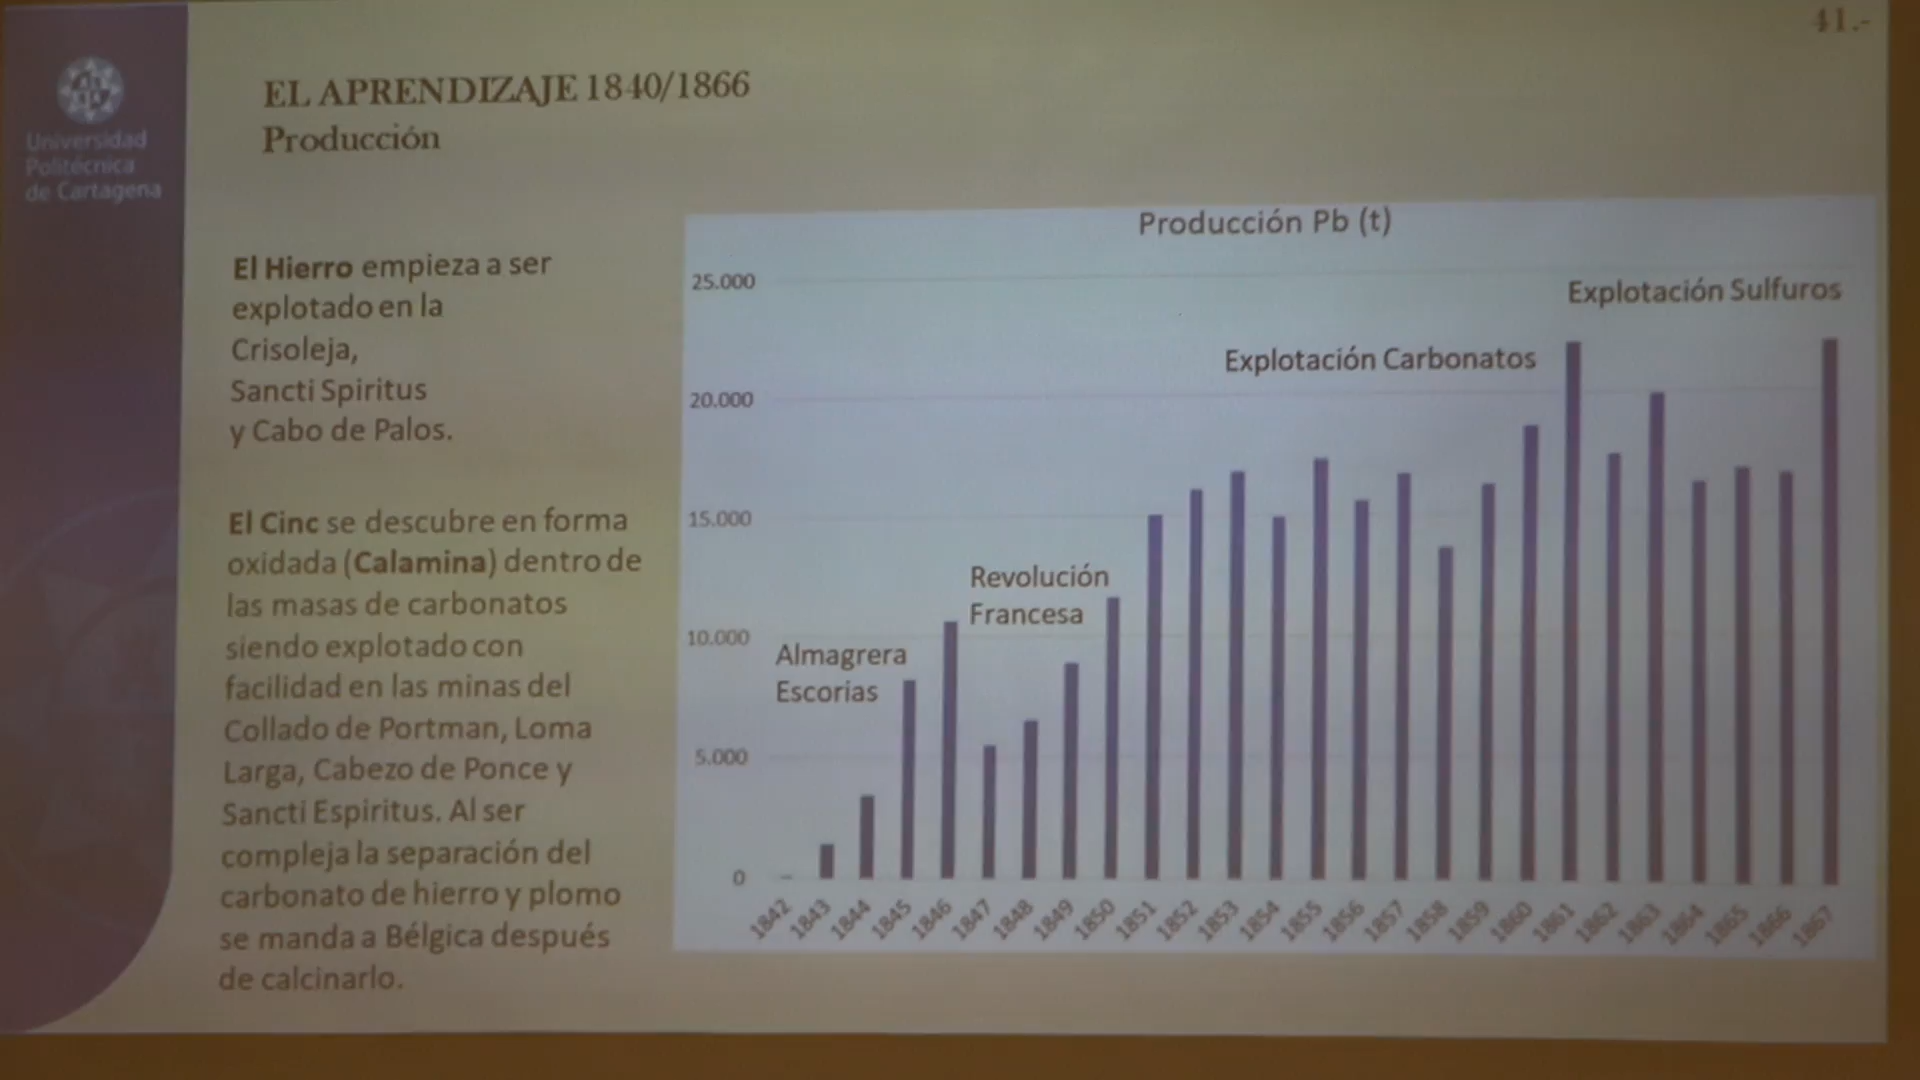 41.-
Universidad
Politécnica
de Cartagena
EL APRENDIZAJE 1840/1866
Producción
El Hierro empieza a ser
explotado en la
Crisoleja,
Sancti Spiritus
y Cabo de Palos.
El Cinc se descubre en forma
oxidada (Calamina) dentro de
las masas de carbonatos
siendo explotado con
facilidad en las minas del
Collado de Portman, Loma
Larga, Cabezo de Ponce y
Sancti Espiritus. Al ser
compleja la separación del
carbonato de hierro y plomo
se manda a Bélgica después
de calcinarlo.
Producción Pb (t)
25.000
20.000
15.000
10.000
5.000
0
Almagrera
Escorias
Revolución
Francesa
Explotación Carbonatos
Explotación Sulfuros
1842
1843
1844
1845
1846
1847
1848
1849
1850
1851
1852
1853
1854
1855
1856
1857
1858
1859
1860
1861
1862
1863
1864
1865
1866
1867